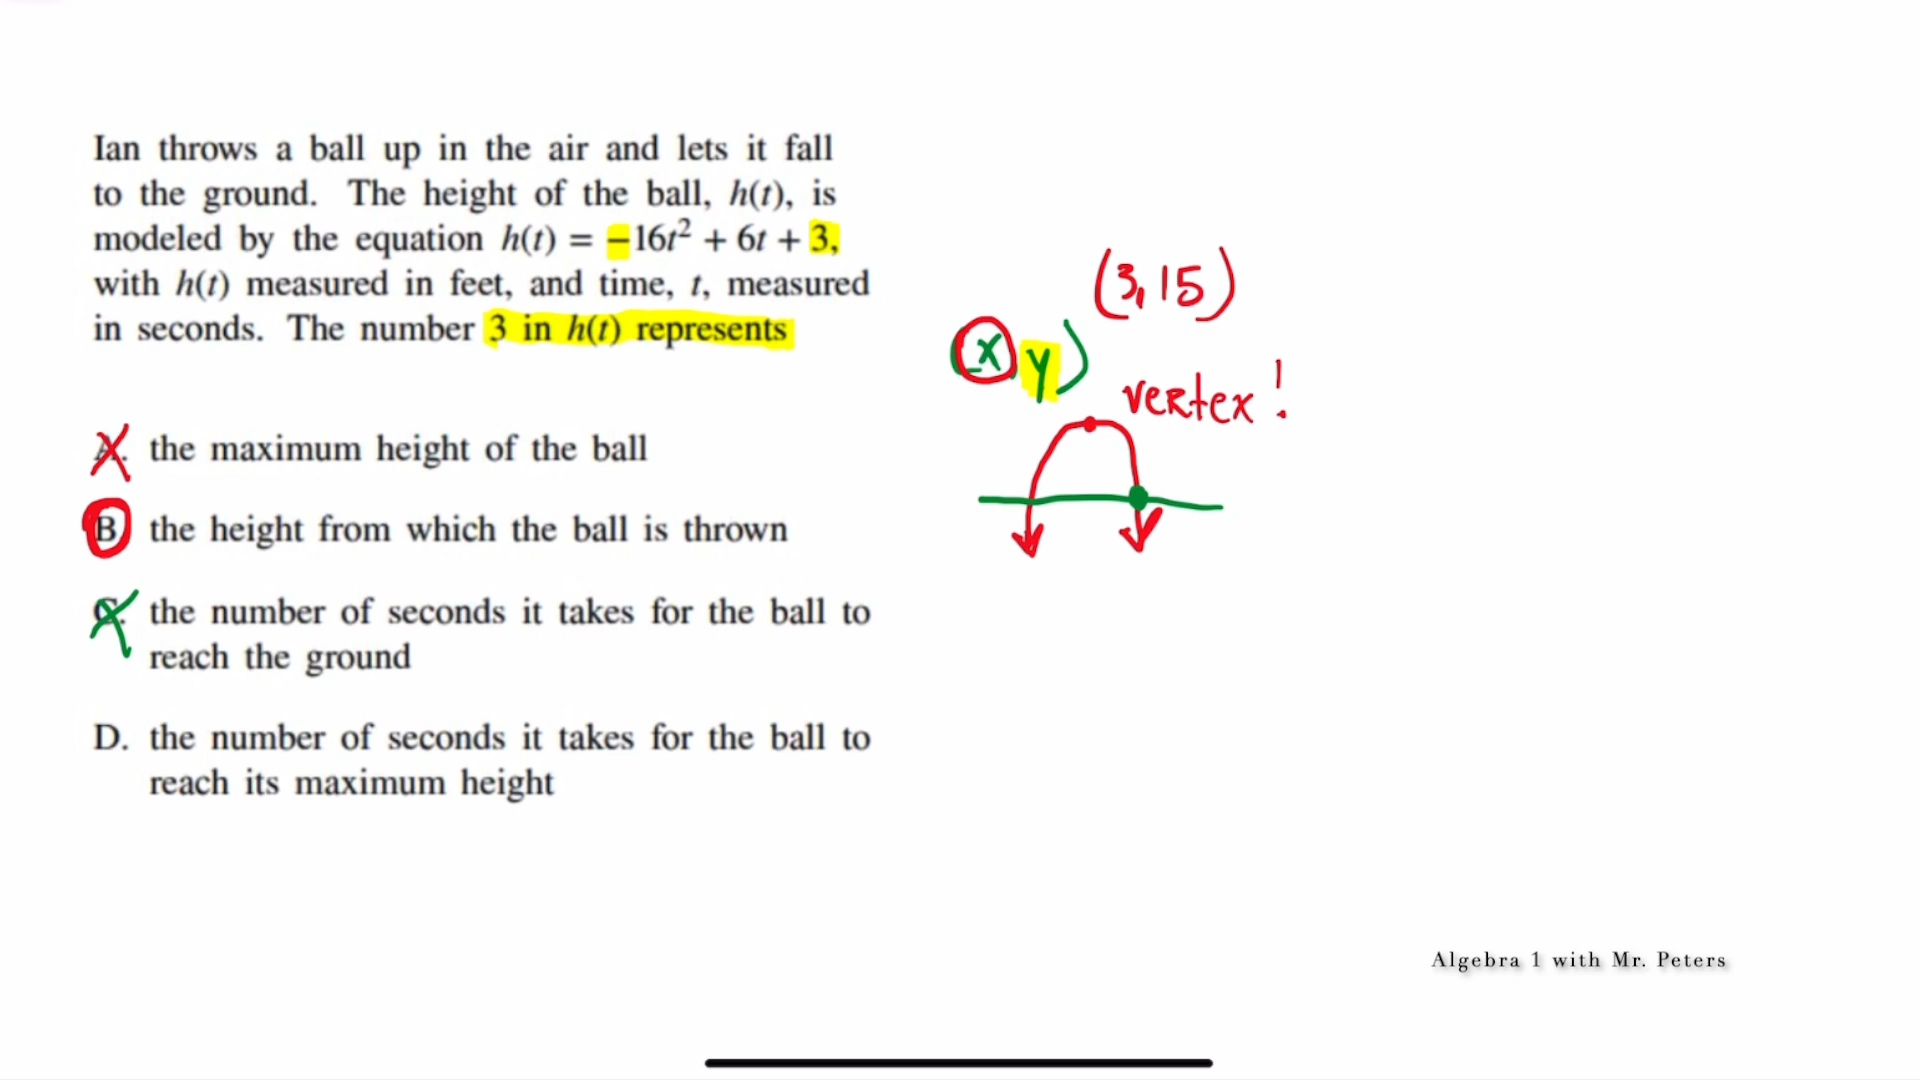 Ian throws a ball up in the air and lets it fall
to the ground. The height of the ball, h(t), is
modeled by the equation h(t) = −16t² + 6t + 3,
with h(t) measured in feet, and time, t, measured
in seconds. The number 3 in h(t) represents
A. the maximum height of the ball
B. the height from which the ball is thrown
C. the number of seconds it takes for the ball to
reach the ground
D. the number of seconds it takes for the ball to
reach its maximum height
(3,15)
(x, y)
vertex!
Algebra 1 with Mr. Peters